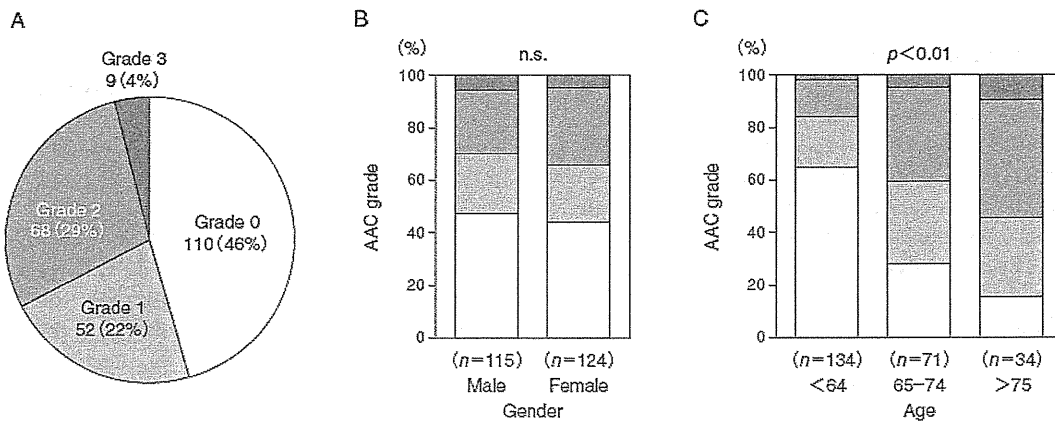 A
Grade 3
9 (4%)
Grade 0
110 (46%)
Grade 2
68 (29%)
Grade 1
52 (22%)
B
(%)
n.s.
100
80
60
40
20
0
AAC grade
(n=115)
(n=124)
Male
Female
Gender
C
(%)
p<0.01
100
80
60
40
20
0
AAC grade
(n=134)
(n=71)
(n=34)
<64
65–74
>75
Age